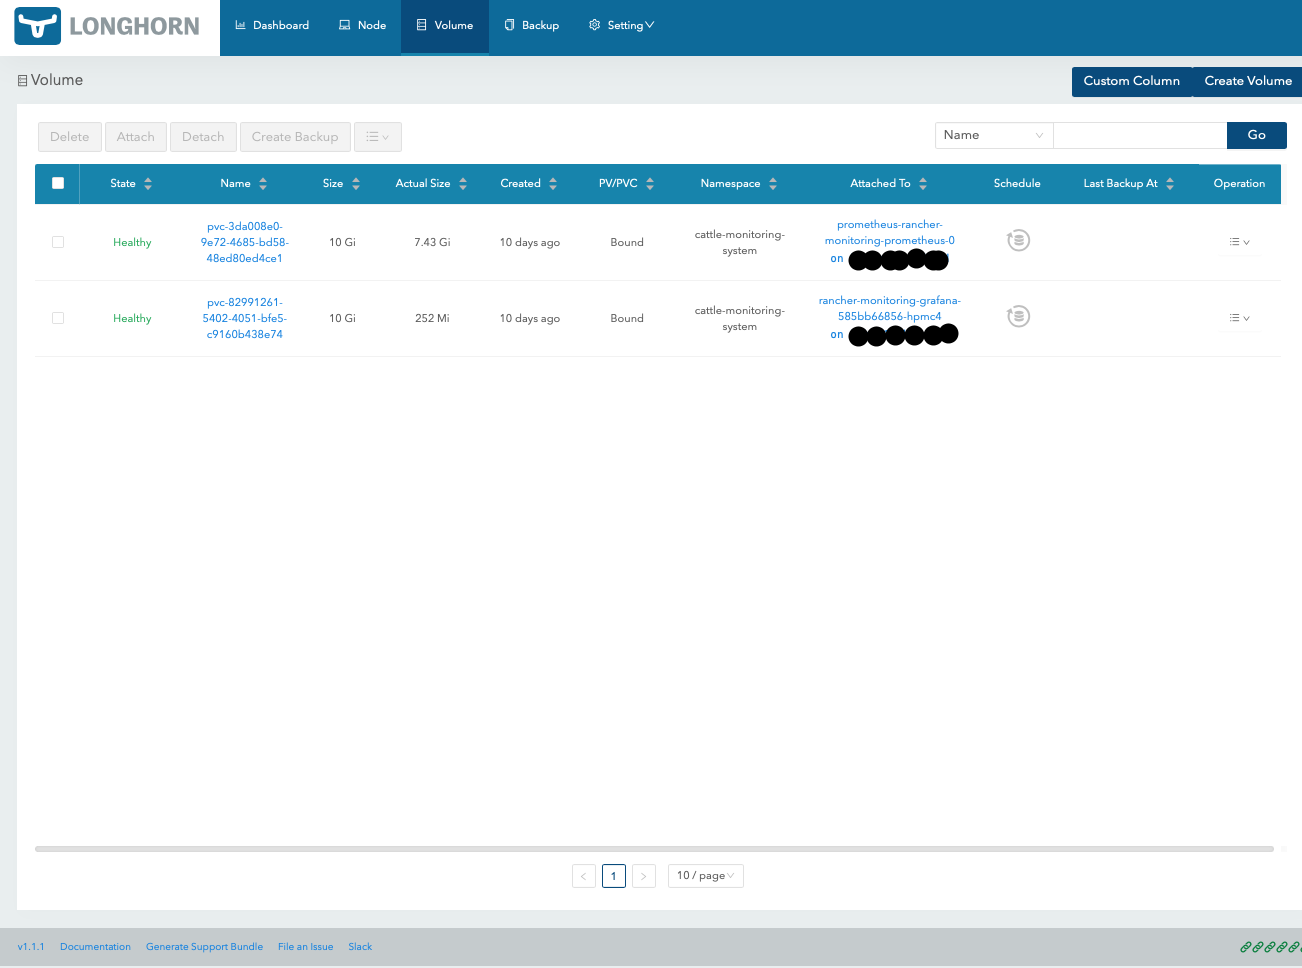 LONGHORN
Dashboard Node Volume Backup Setting
Volume
Custom Column Create Volume
Delete Attach Detach Create Backup
Name Go
State Name Size Actual Size Created PV/PVC Namespace Attached To Schedule Last Backup At Operation
pvc-3da008e0-
9e72-4685-bd58-
48ed80ed4ce1
Healthy
10 Gi
7.43 Gi
10 days ago
Bound
cattle-monitoring-
system
prometheus-rancher-
monitoring-prometheus-0
on
pvc-82991261-
5402-4051-bfe5-
c9160b438e74
Healthy
10 Gi
252 Mi
10 days ago
Bound
cattle-monitoring-
system
rancher-monitoring-grafana-
585bb66856-hpmc4
on
< 1 > 10 / page
v1.1.1 Documentation Generate Support Bundle File an Issue Slack